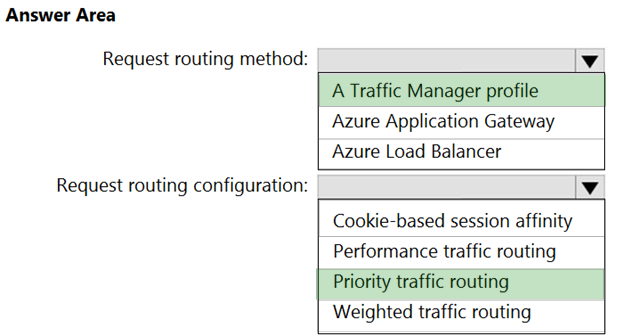 Answer Area
Request routing method:
A Traffic Manager profile
Azure Application Gateway
Azure Load Balancer
Request routing configuration:
Cookie-based session affinity
Performance traffic routing
Priority traffic routing
Weighted traffic routing